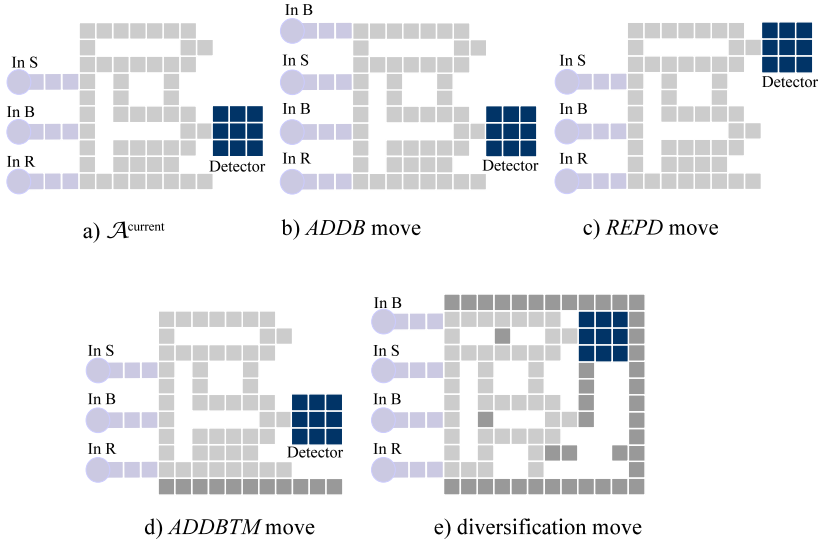 In S
In B
In R
Detector
a) 𝒜current
In B
In S
In B
In R
Detector
b) ADDB move
In S
In B
In R
Detector
c) REPD move
In S
In B
In R
Detector
d) ADDBTM move
In B
In S
In B
In R
e) diversification move